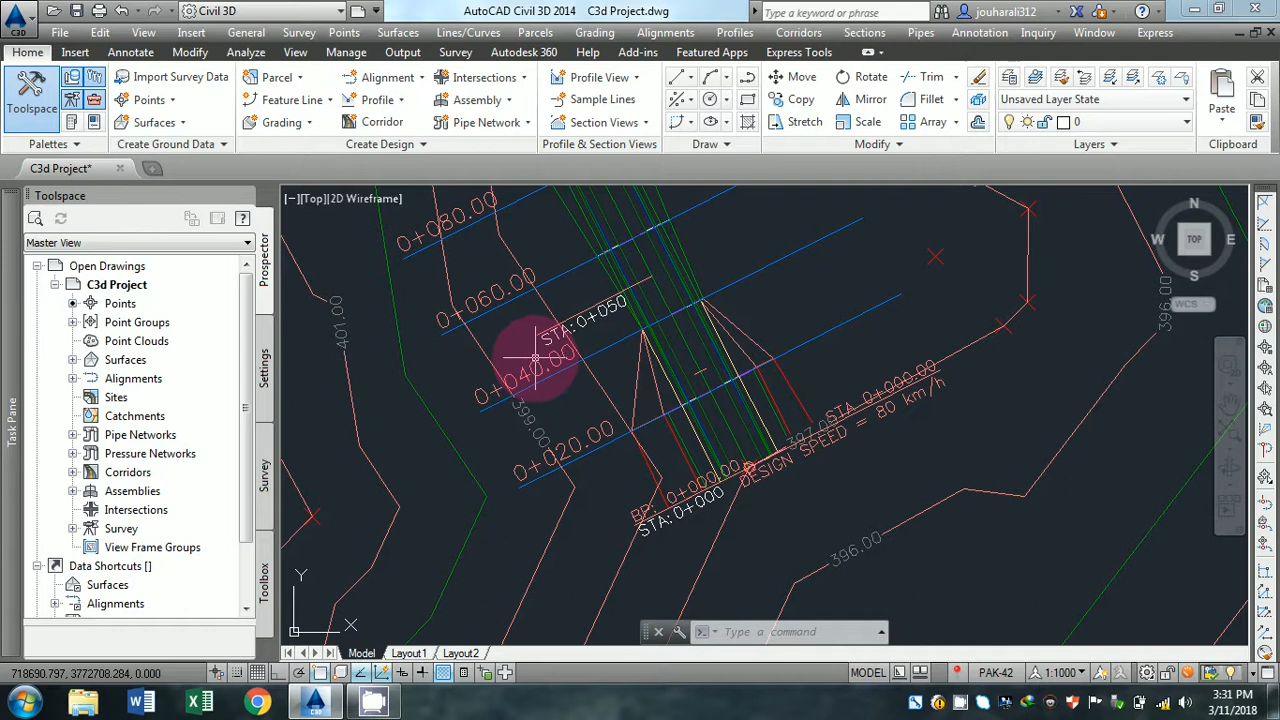 Civil 3D
AutoCAD Civil 3D 2014 C3d Project.dwg
Type a keyword or phrase
jouharali312
File Edit View Insert General Survey Points Surfaces Lines/Curves Parcels Grading Alignments Profiles Corridors Sections Pipes Annotation Inquiry Window Express
Home Insert Annotate Modify Analyze View Manage Output Survey Autodesk 360 Help Add-ins Featured Apps Express Tools
Toolspace
Import Survey Data
Points
Surfaces
Parcel
Feature Line
Grading
Alignment
Profile
Corridor
Intersections
Assembly
Pipe Network
Profile View
Sample Lines
Section Views
Move Rotate Trim
Copy Mirror Fillet
Stretch Scale Array
Unsaved Layer State
0
Paste
Palettes Create Ground Data Create Design Profile & Section Views Draw Modify Layers Clipboard
C3d Project*
Toolspace
Master View
Open Drawings
C3d Project
Points
Point Groups
Point Clouds
Surfaces
Alignments
Sites
Catchments
Pipe Networks
Pressure Networks
Corridors
Assemblies
Intersections
Survey
View Frame Groups
Data Shortcuts []
Surfaces
Alignments
Prospector
Settings
Survey
Toolbox
Task Pane
[−][Top][2D Wireframe]
N
W TOP E
S
WCS
0+080.00
0+060.00
STA:0+050
0+040.00
0+020.00
401.00
399.00
397.00
396.00
396.00
BP: 0+000.00
STA:0+000
STA 0+000.00
DESIGN SPEED = 80 km/h
Y
X
Type a command
Model Layout1 Layout2
718690.797, 3772708.284, 0.000
MODEL
PAK-42
1:1000
3:31 PM
3/11/2018